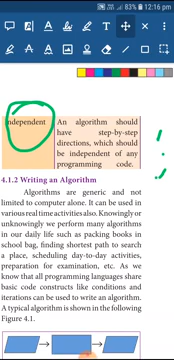 83% 12:16 PM
independent An algorithm should
have step-by-step
directions, which should
be independent of any
programming code.
4.1.2 Writing an Algorithm
Algorithms are generic and not
limited to computer alone. It can be used in
various real time activities also. Knowingly or
unknowingly we perform many algorithms
in our daily life such as packing books in
school bag, finding shortest path to search
a place, scheduling day-to-day activities,
preparation for examination, etc. As we
know that all programming languages share
basic code constructs like conditions and
iterations can be used to write an algorithm.
A typical algorithm is shown in the following
Figure 4.1.